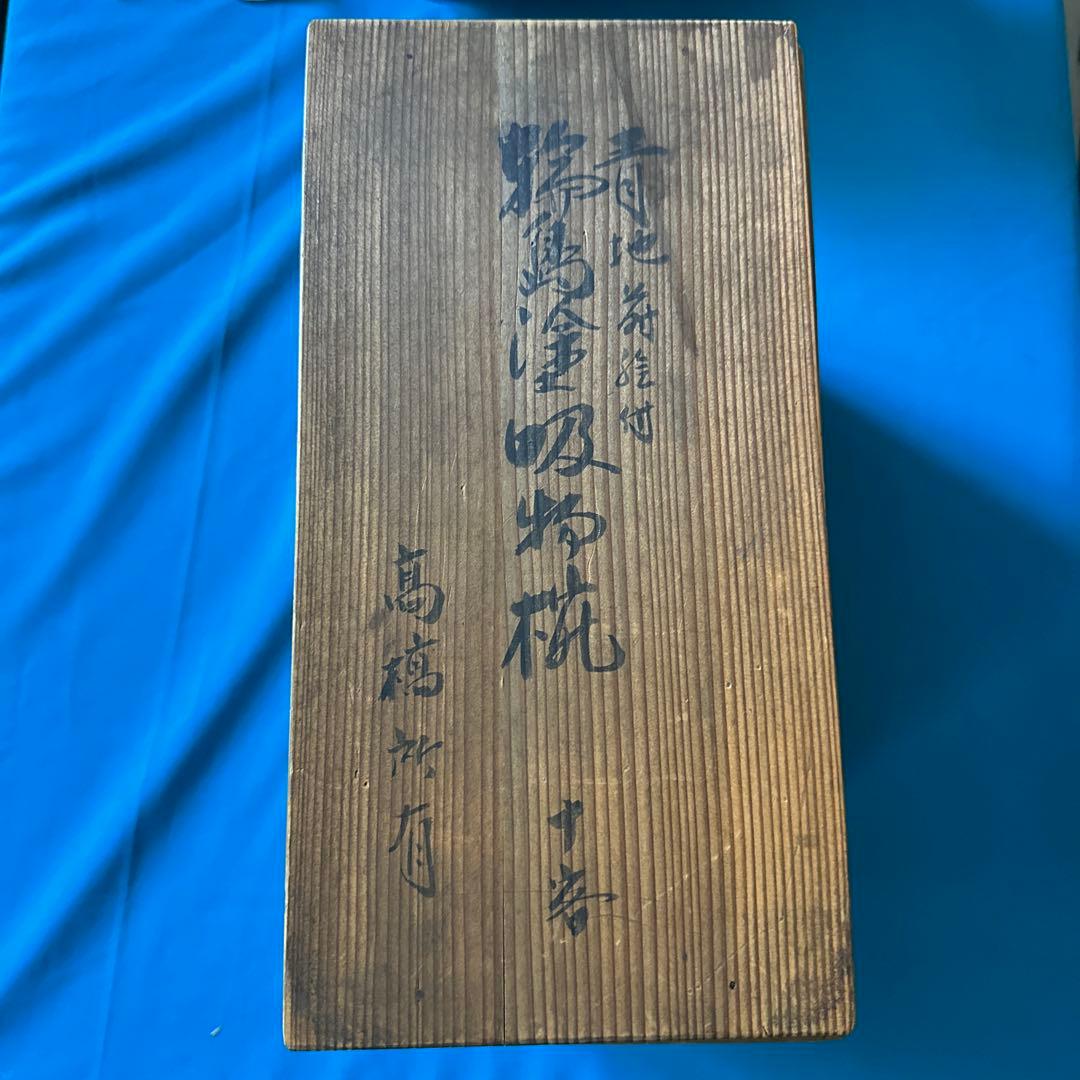 青地蒔絵付
輪島塗吸物椀 十客
高橋所有